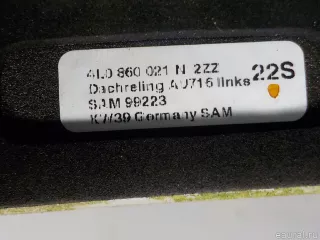 4L0 860 021 N 2ZZ 22S
Dachreling AU716 links
SAM 99223
KW39 Germany SAM